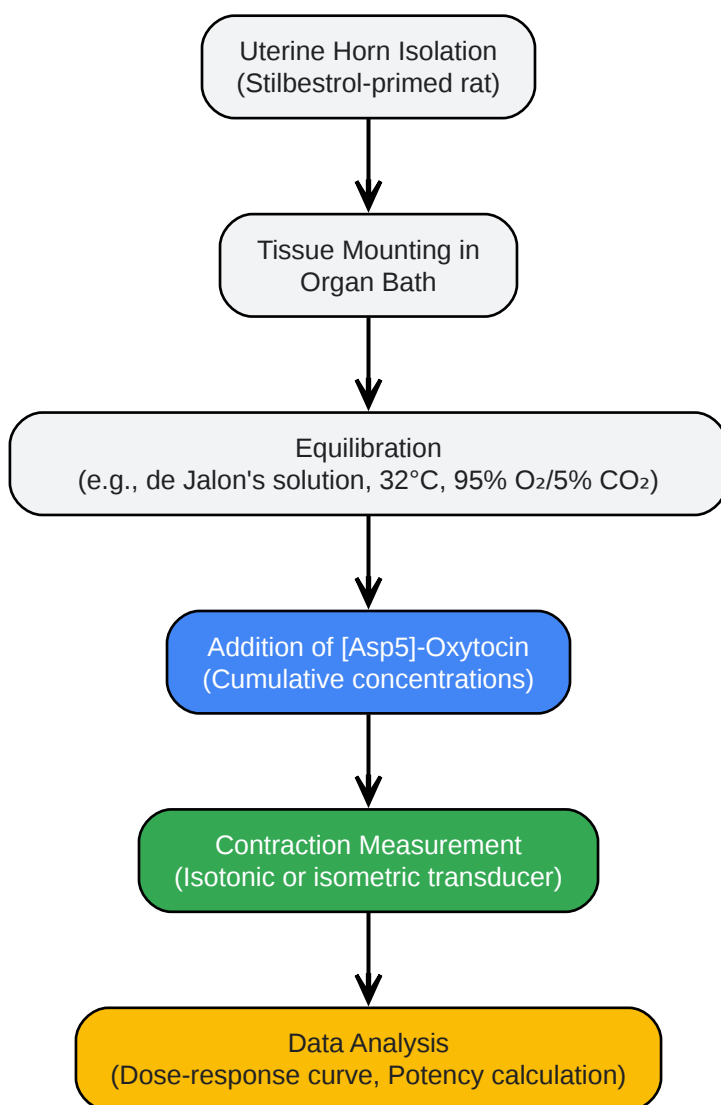 Uterine Horn Isolation
(Stilbestrol-primed rat)
Tissue Mounting in
Organ Bath
Equilibration
(e.g., de Jalon's solution, 32°C, 95% O₂/5% CO₂)
Addition of [Asp5]-Oxytocin
(Cumulative concentrations)
Contraction Measurement
(Isotonic or isometric transducer)
Data Analysis
(Dose-response curve, Potency calculation)